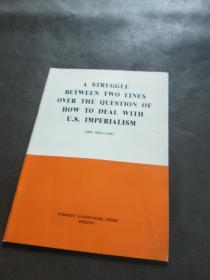 A STRUGGLE
BETWEEN TWO LINES
OVER THE QUESTION OF
HOW TO DEAL WITH
U.S. IMPERIALISM
FOREIGN LANGUAGES PRESS
PEKING